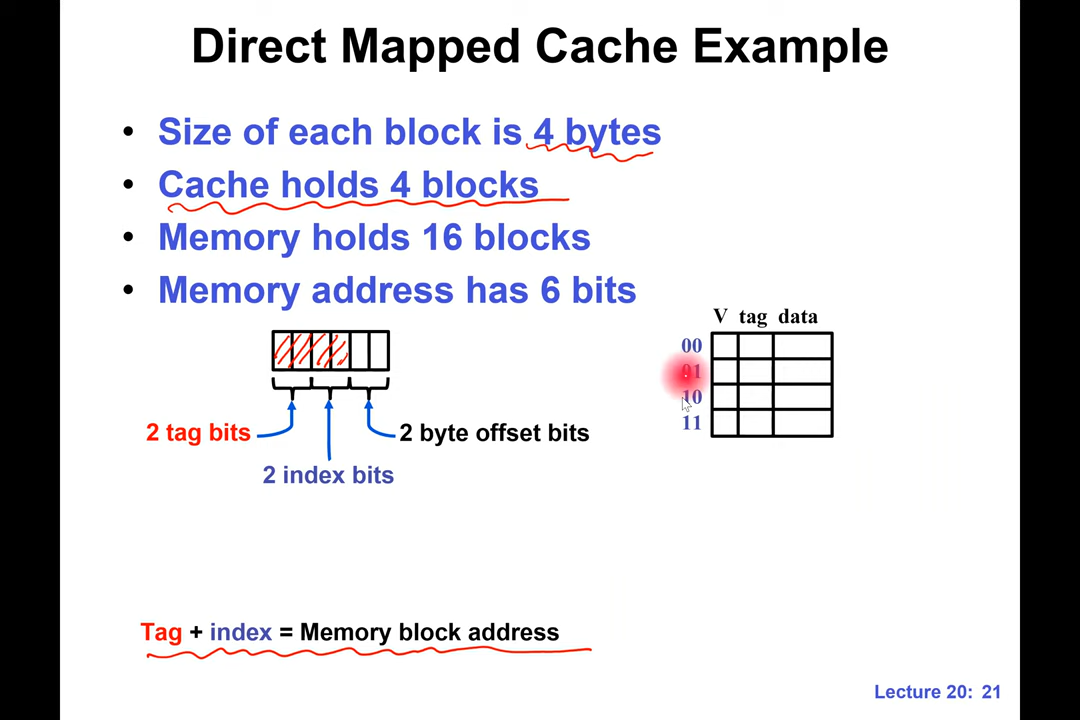 Direct Mapped Cache Example
• Size of each block is 4 bytes
• Cache holds 4 blocks
• Memory holds 16 blocks
• Memory address has 6 bits
V tag data
00
01
10
11
2 tag bits
2 byte offset bits
2 index bits
Tag + index = Memory block address
Lecture 20: 21